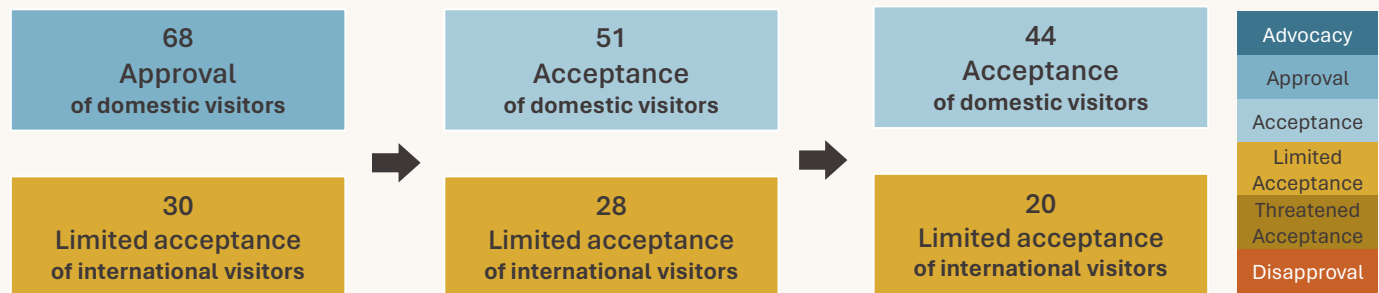 68
Approval
of domestic visitors
30
Limited acceptance
of international visitors
51
Acceptance
of domestic visitors
28
Limited acceptance
of international visitors
44
Acceptance
of domestic visitors
20
Limited acceptance
of international visitors
Advocacy
Approval
Acceptance
Limited
Acceptance
Threatened
Acceptance
Disapproval